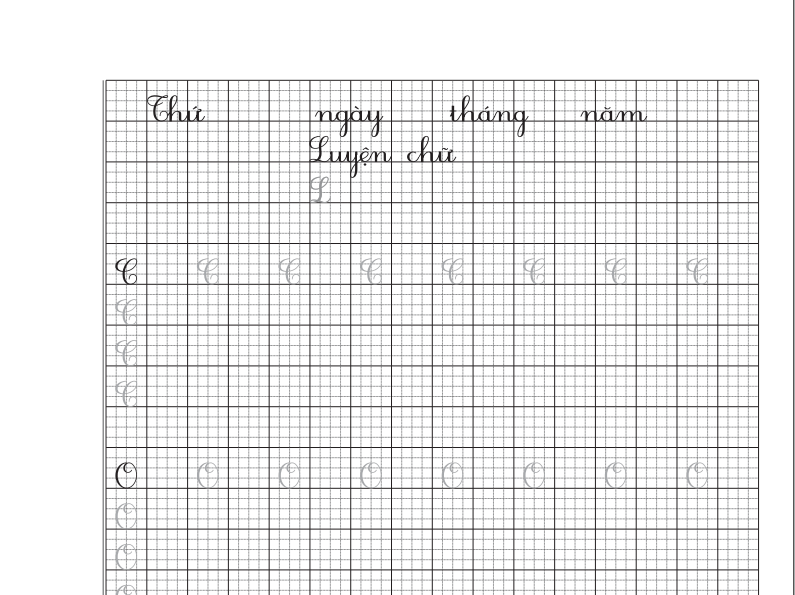 Thứ ngày tháng năm
Luyện chữ
L
C C C C C C C C
C
C
C
O O O O O O O O
O
O
O